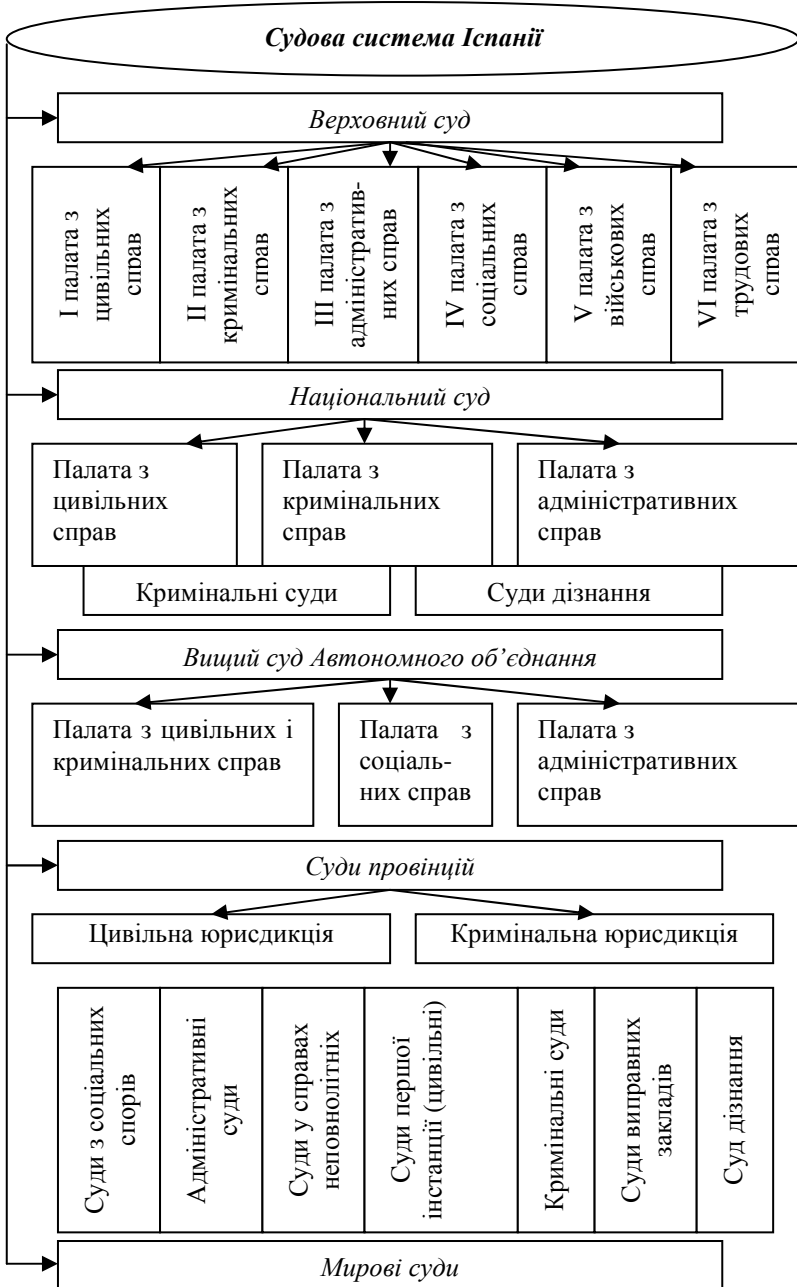 Судова система Іспанії
Верховний суд
І палата з
цивільних
справ
ІІ палата з
кримінальних
справ
ІІІ палата з
адміністратив-
них справ
IV палата з
соціальних
справ
V палата з
військових
справ
VI палата з
трудових
справ
Національний суд
Палата з
цивільних
справ
Палата з
кримінальних
справ
Палата з
адміністративних
справ
Кримінальні суди
Суди дізнання
Вищий суд Автономного об’єднання
Палата з цивільних і
кримінальних справ
Палата з
соціаль-
них справ
Палата з
адміністративних
справ
Суди провінцій
Цивільна юрисдикція
Кримінальна юрисдикція
Суди з соціальних
спорів
Адміністративні
суди
Суди у справах
неповнолітніх
Суди першої
інстанції (цивільні)
Кримінальні суди
Суди виправних
закладів
Суд дізнання
Мирові суди